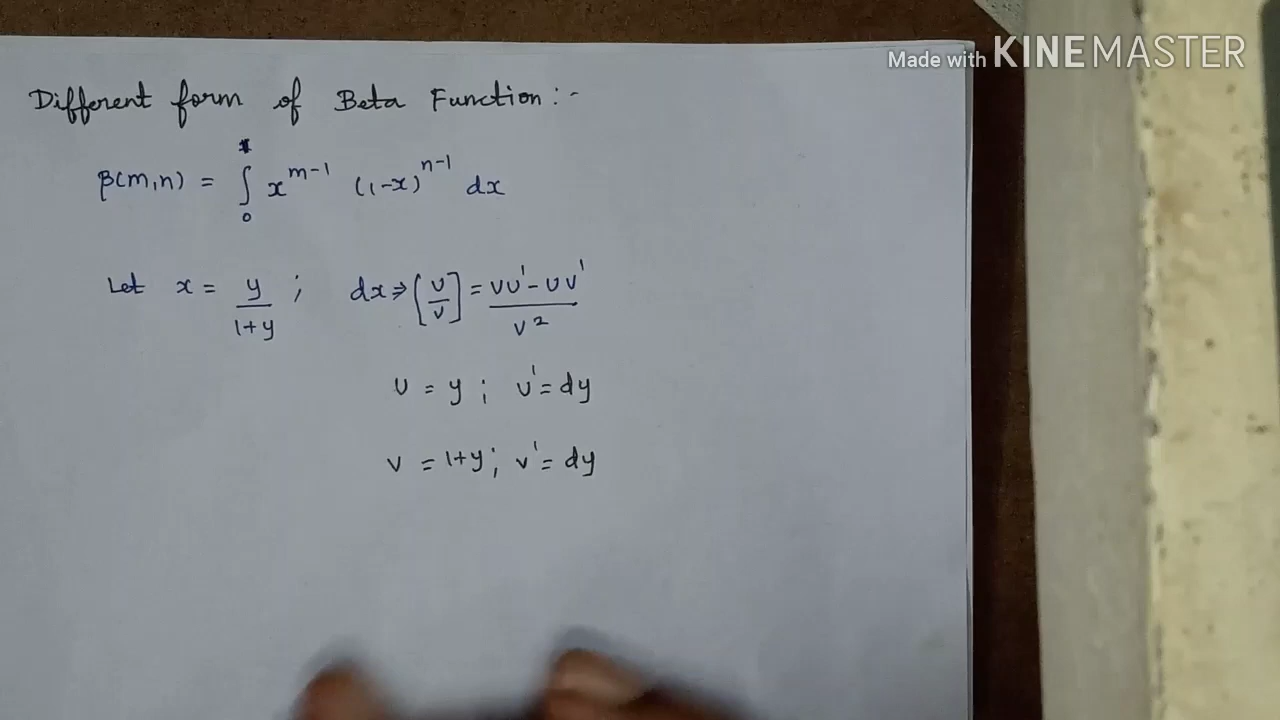 Made with KINEMASTER
Different form of Beta Function :-
β(m,n) = ∫₀ x^{m-1} (1-x)^{n-1} dx
Let x = y/(1+y) ; dx ⇒ [u/v] = (vu' - uv')/v²
u = y ; u' = dy
v = 1+y ; v' = dy